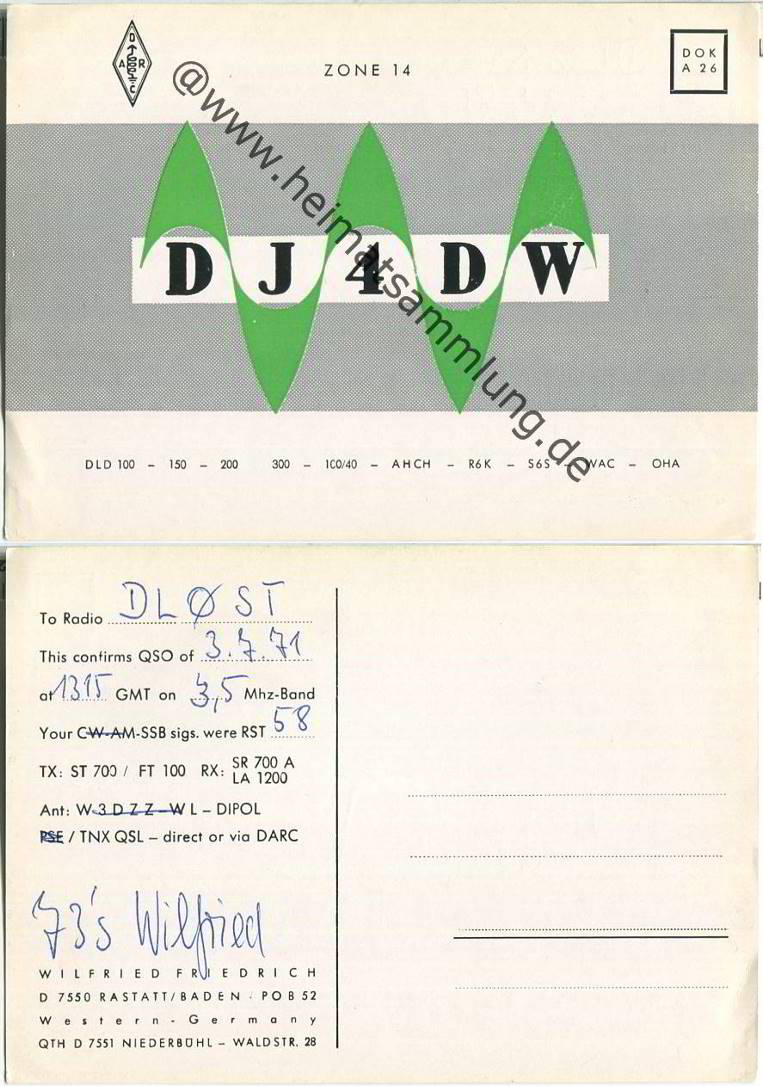 D
A R
C
ZONE 14
DOK
A 26
@www.heimatsammlung.de
DJ4DW
DLD 100 – 150 – 200 300 – 100/40 – AHCH – R6K – S6S – WAC – OHA
To Radio DLØST
This confirms QSO of 3.7.71
at 1315 GMT on 3,5 Mhz-Band
Your CW-AM-SSB sigs. were RST 58
TX: ST 700 / FT 100 RX: SR 700 A
LA 1200
Ant: W 3 D Z Z – W L – DIPOL
PSE / TNX QSL – direct or via DARC
73's Wilfried
WILFRIED FRIEDRICH
D 7550 RASTATT/BADEN · POB 52
Western-Germany
QTH D 7551 NIEDERBÜHL – WALDSTR. 28